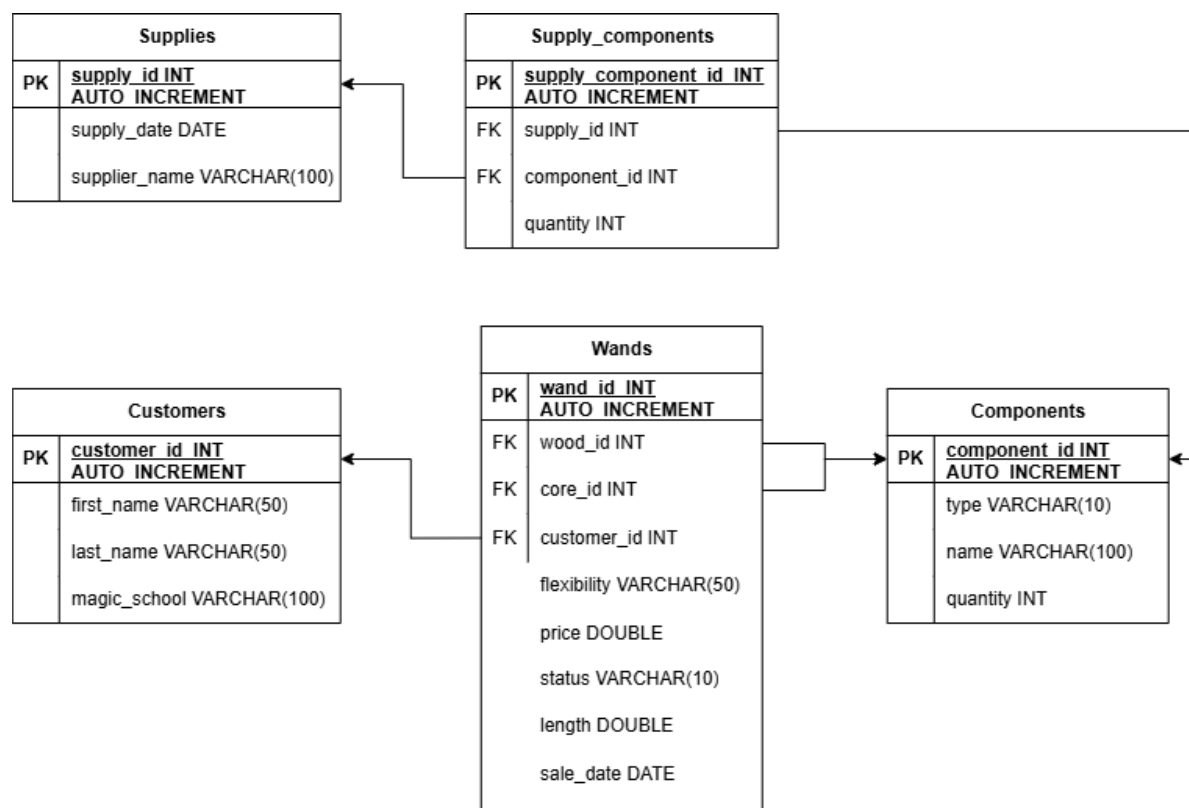 Supplies
PK supply_id INT
AUTO_INCREMENT
supply_date DATE
supplier_name VARCHAR(100)
Supply_components
PK supply_component_id INT
AUTO_INCREMENT
FK supply_id INT
FK component_id INT
quantity INT
Customers
PK customer_id INT
AUTO_INCREMENT
first_name VARCHAR(50)
last_name VARCHAR(50)
magic_school VARCHAR(100)
Wands
PK wand_id INT
AUTO_INCREMENT
FK wood_id INT
FK core_id INT
FK customer_id INT
flexibility VARCHAR(50)
price DOUBLE
status VARCHAR(10)
length DOUBLE
sale_date DATE
Components
PK component_id INT
AUTO_INCREMENT
type VARCHAR(10)
name VARCHAR(100)
quantity INT